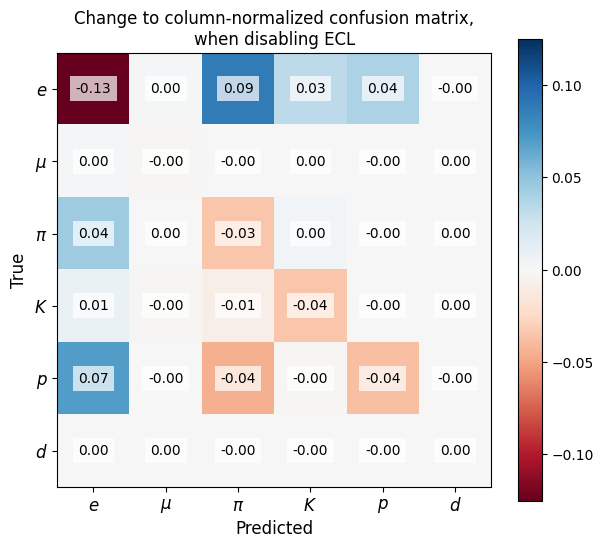 Change to column-normalized confusion matrix,
when disabling ECL
e -0.13 0.00 0.09 0.03 0.04 -0.00
μ 0.00 -0.00 -0.00 0.00 -0.00 0.00
π 0.04 0.00 -0.03 0.00 -0.00 0.00
K 0.01 -0.00 -0.01 -0.04 -0.00 0.00
p 0.07 -0.00 -0.04 -0.00 -0.04 -0.00
d 0.00 0.00 -0.00 -0.00 -0.00 0.00
e μ π K p d
Predicted
True
0.10
0.05
0.00
−0.05
−0.10